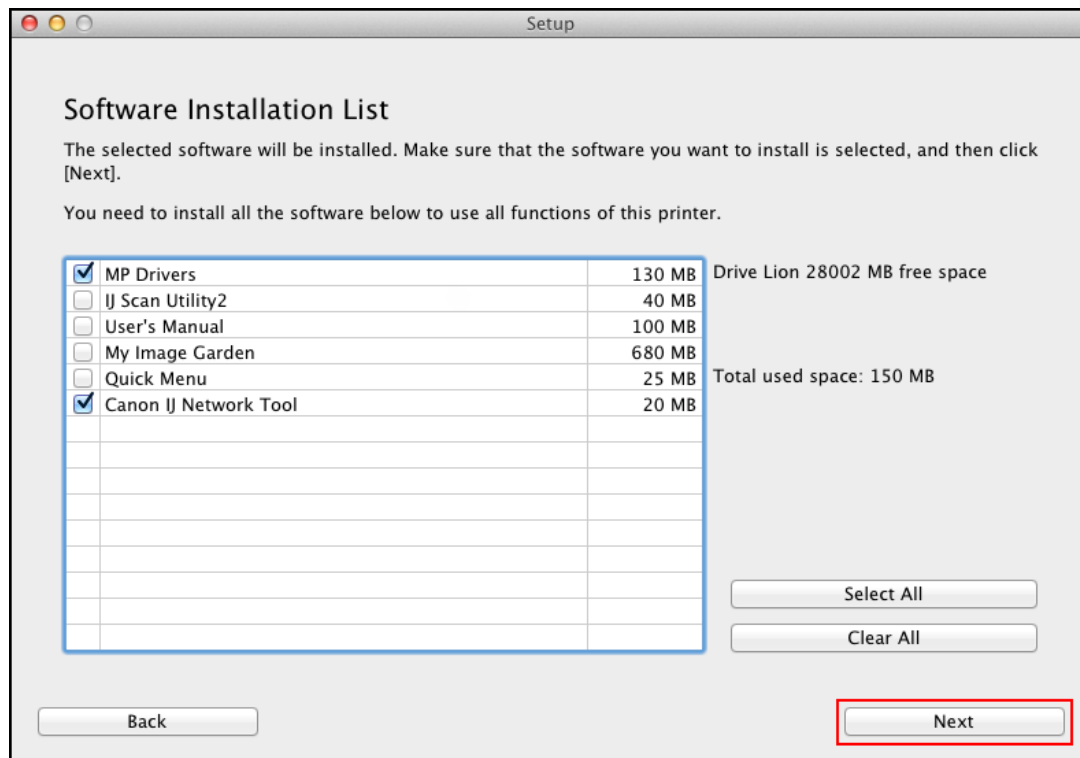 Setup
Software Installation List
The selected software will be installed. Make sure that the software you want to install is selected, and then click
[Next].
You need to install all the software below to use all functions of this printer.
MP Drivers 130 MB Drive Lion 28002 MB free space
IJ Scan Utility2 40 MB
User's Manual 100 MB
My Image Garden 680 MB
Quick Menu 25 MB Total used space: 150 MB
Canon IJ Network Tool 20 MB
Select All
Clear All
Back Next